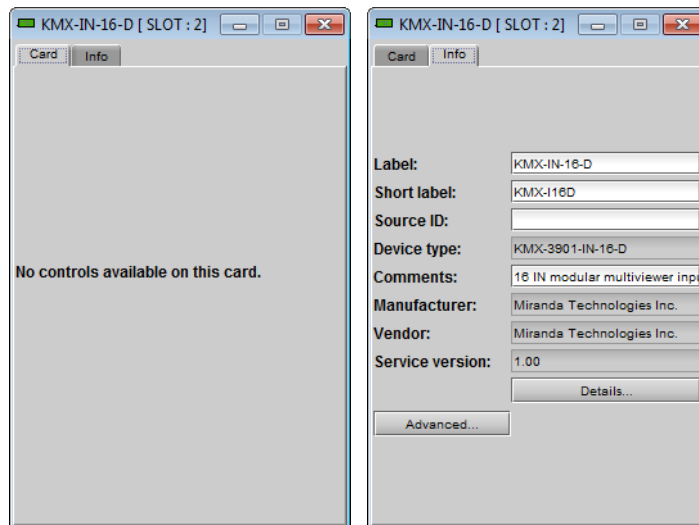 KMX-IN-16-D [ SLOT : 2]
Card Info
No controls available on this card.
KMX-IN-16-D [ SLOT : 2]
Card Info
Label: KMX-IN-16-D
Short label: KMX-I16D
Source ID:
Device type: KMX-3901-IN-16-D
Comments: 16 IN modular multiviewer inpu
Manufacturer: Miranda Technologies Inc.
Vendor: Miranda Technologies Inc.
Service version: 1.00
Details...
Advanced...